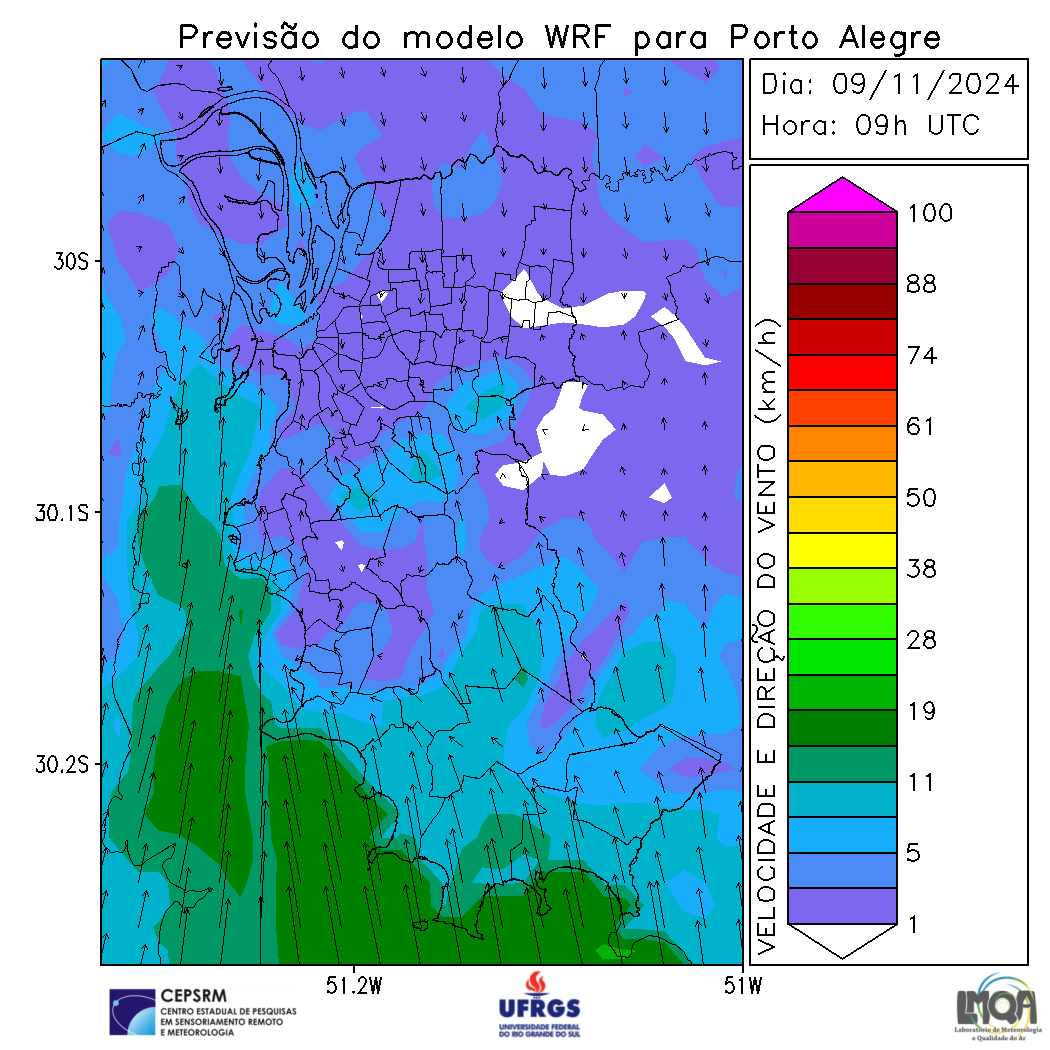 Previsão do modelo WRF para Porto Alegre
Dia: 09/11/2024
Hora: 09h UTC
30S
30.1S
30.2S
51.2W
51W
VELOCIDADE E DIREÇÃO DO VENTO (km/h)
100
88
74
61
50
38
28
19
11
5
1
CEPSRM
CENTRO ESTADUAL DE PESQUISAS
EM SENSORIAMENTO REMOTO
E METEOROLOGIA
UFRGS
UNIVERSIDADE FEDERAL
DO RIO GRANDE DO SUL
LMQA
Laboratório de Meteorologia
e Qualidade do Ar